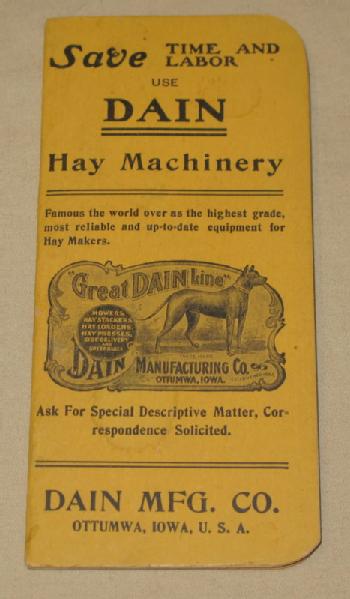 Save TIME AND LABOR
USE
DAIN
Hay Machinery
Famous the world over as the highest grade,
most reliable and up-to-date equipment for
Hay Makers.
"Great DAIN Line"
MOWERS
HAY STACKERS
HAY LOADERS,
HAY PRESSES,
AND
DAIN MANUFACTURING CO.
OTTUMWA, IOWA.
Ask For Special Descriptive Matter, Cor-
respondence Solicited.
DAIN MFG. CO.
OTTUMWA, IOWA, U. S. A.